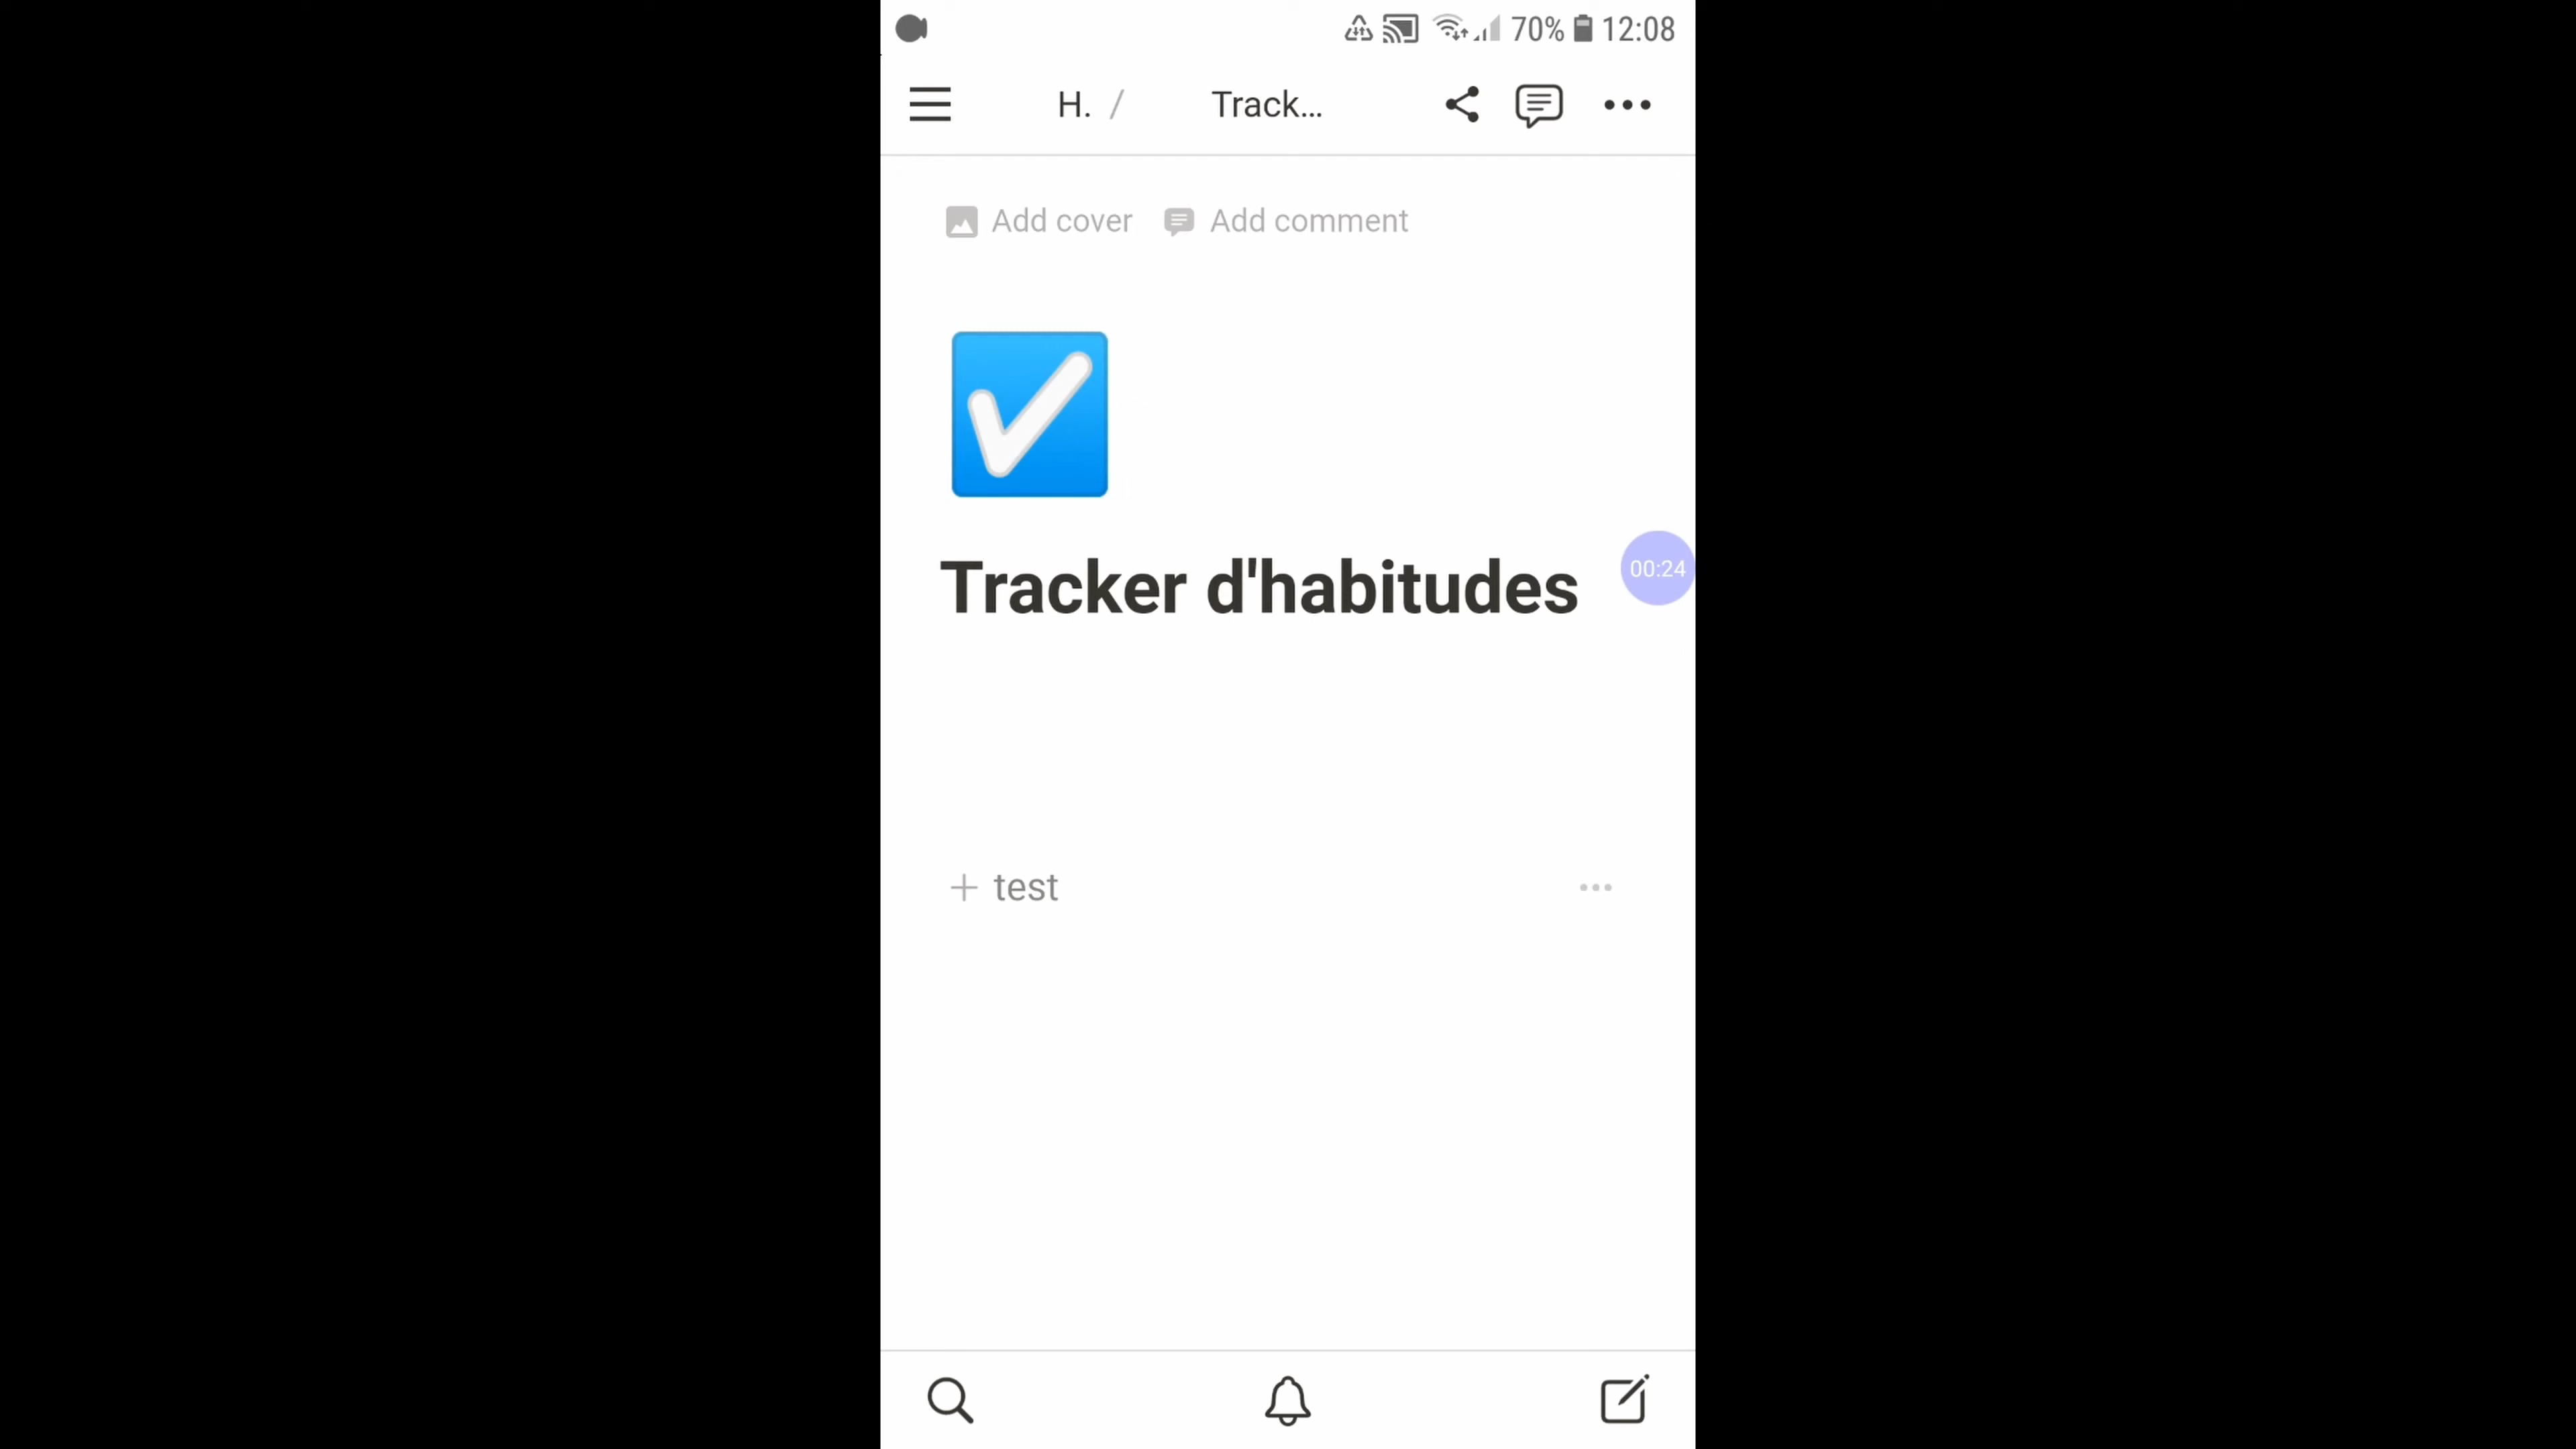 70% 12:08
H. / Track...
Add cover Add comment
Tracker d'habitudes
00:24
+ test